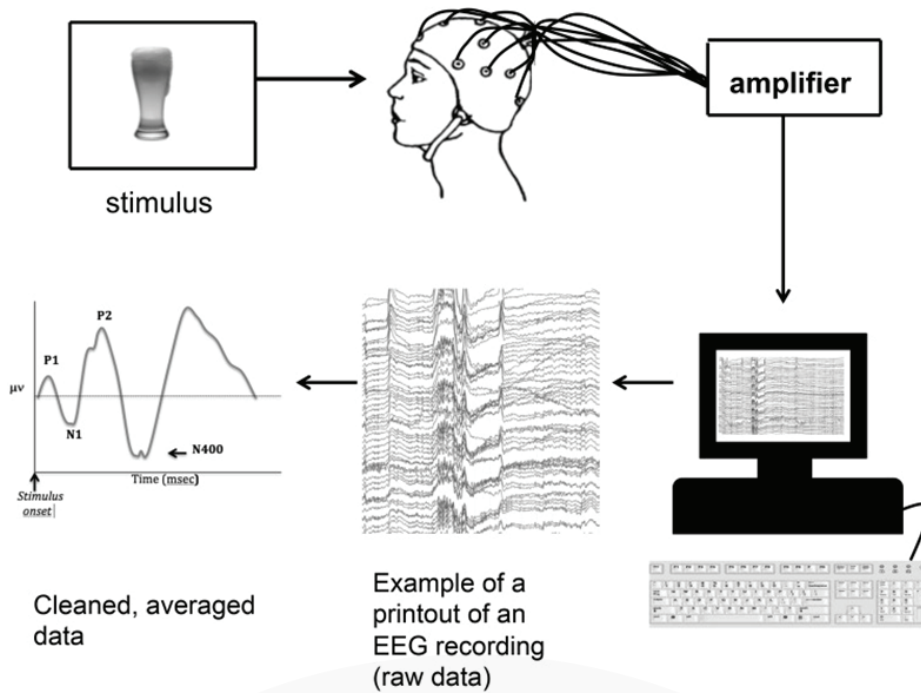 amplifier
stimulus
P2
P1
μv
N1
N400
Time (msec)
Stimulus
onset
Cleaned, averaged
data
Example of a
printout of an
EEG recording
(raw data)